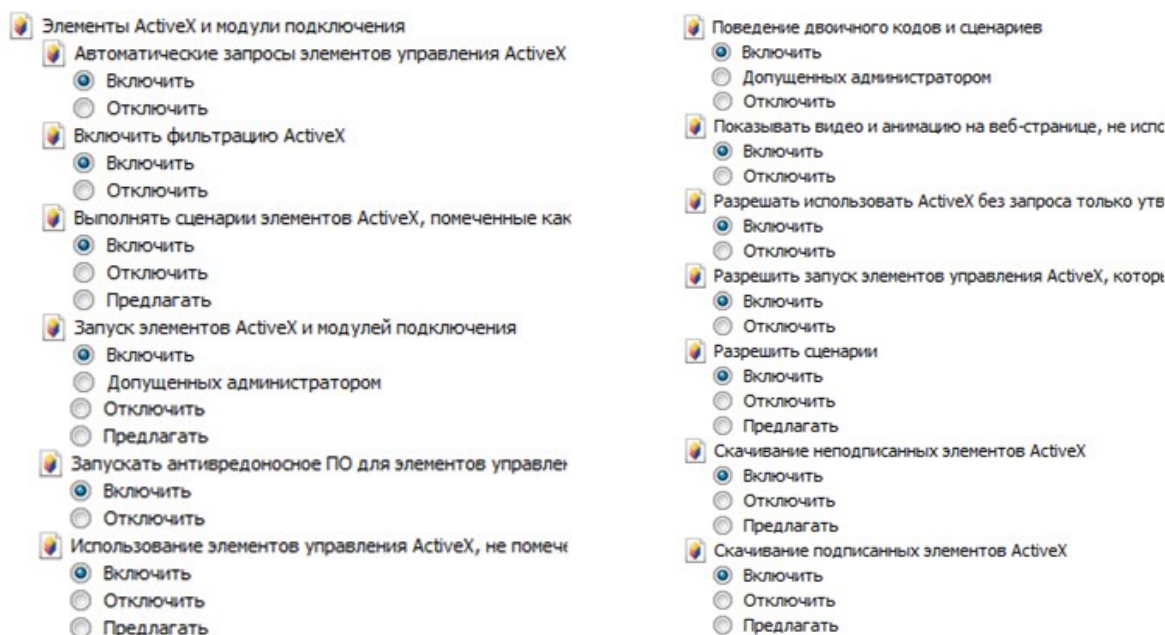 Элементы ActiveX и модули подключения
Автоматические запросы элементов управления ActiveX
Включить
Отключить
Включить фильтрацию ActiveX
Включить
Отключить
Выполнять сценарии элементов ActiveX, помеченные как
Включить
Отключить
Предлагать
Запуск элементов ActiveX и модулей подключения
Включить
Допущенных администратором
Отключить
Предлагать
Запускать антивредоносное ПО для элементов управлен
Включить
Отключить
Использование элементов управления ActiveX, не помече
Включить
Отключить
Предлагать
Поведение двоичного кодов и сценариев
Включить
Допущенных администратором
Отключить
Показывать видео и анимацию на веб-странице, не испо
Включить
Отключить
Разрешать использовать ActiveX без запроса только утв
Включить
Отключить
Разрешить запуск элементов управления ActiveX, которы
Включить
Отключить
Разрешить сценарии
Включить
Отключить
Предлагать
Скачивание неподписанных элементов ActiveX
Включить
Отключить
Предлагать
Скачивание подписанных элементов ActiveX
Включить
Отключить
Предлагать